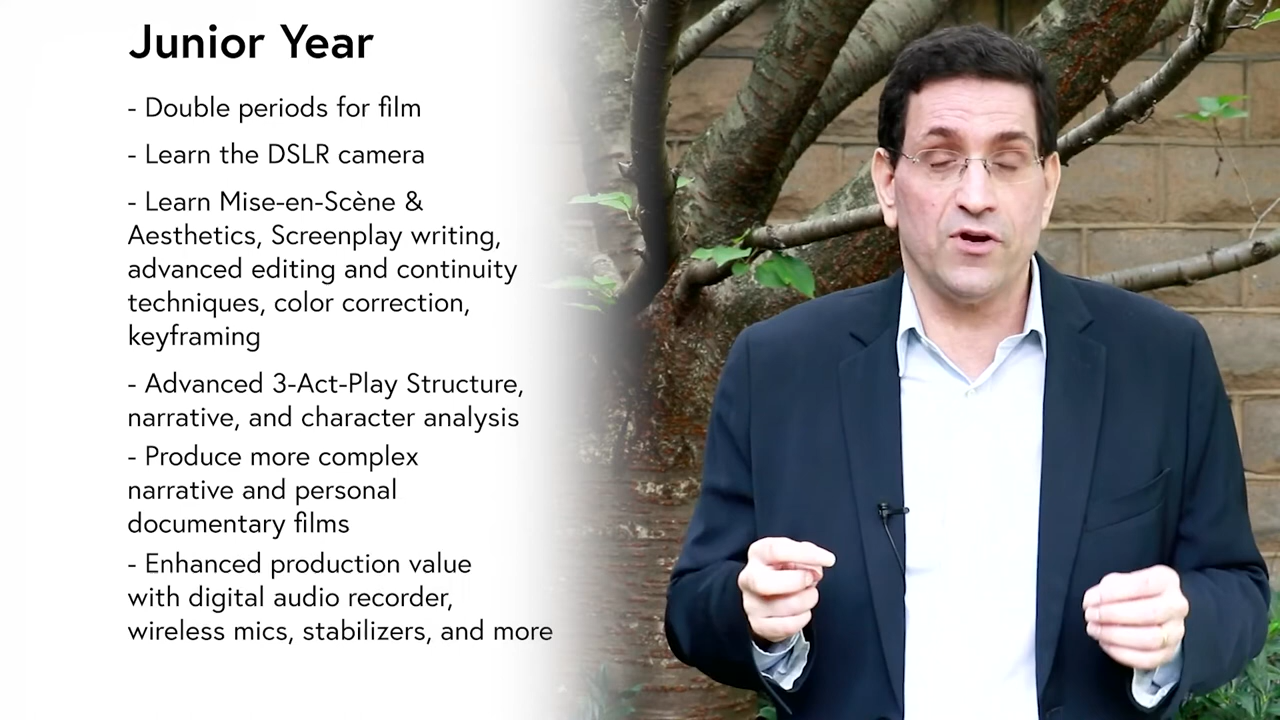 Junior Year
- Double periods for film
- Learn the DSLR camera
- Learn Mise-en-Scène &
Aesthetics, Screenplay writing,
advanced editing and continuity
techniques, color correction,
keyframing
- Advanced 3-Act-Play Structure,
narrative, and character analysis
- Produce more complex
narrative and personal
documentary films
- Enhanced production value
with digital audio recorder,
wireless mics, stabilizers, and more